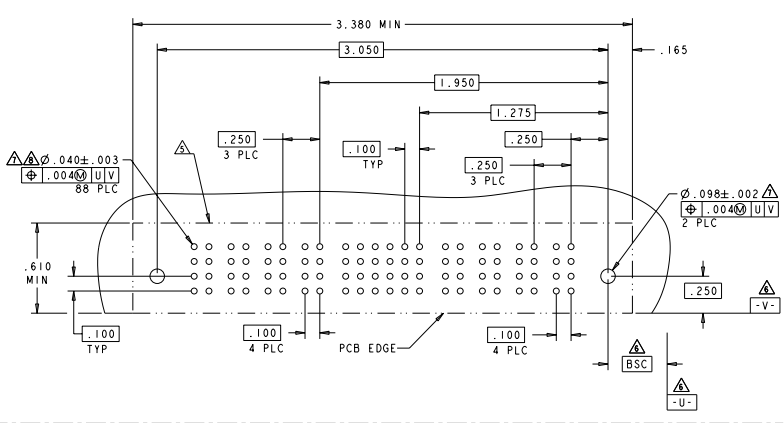 3.380 MIN
3.050
.165
1.950
1.275
.250
3 PLC
.100
TYP
.250
.250
3 PLC
5
7 8 Ø.040±.003
⌖ .004Ⓜ U V
88 PLC
Ø.098±.002 7
⌖ .004Ⓜ U V
2 PLC
.610
MIN
.250
6
-V-
.100
TYP
.100
4 PLC
PCB EDGE
.100
4 PLC
6
BSC
6
-U-